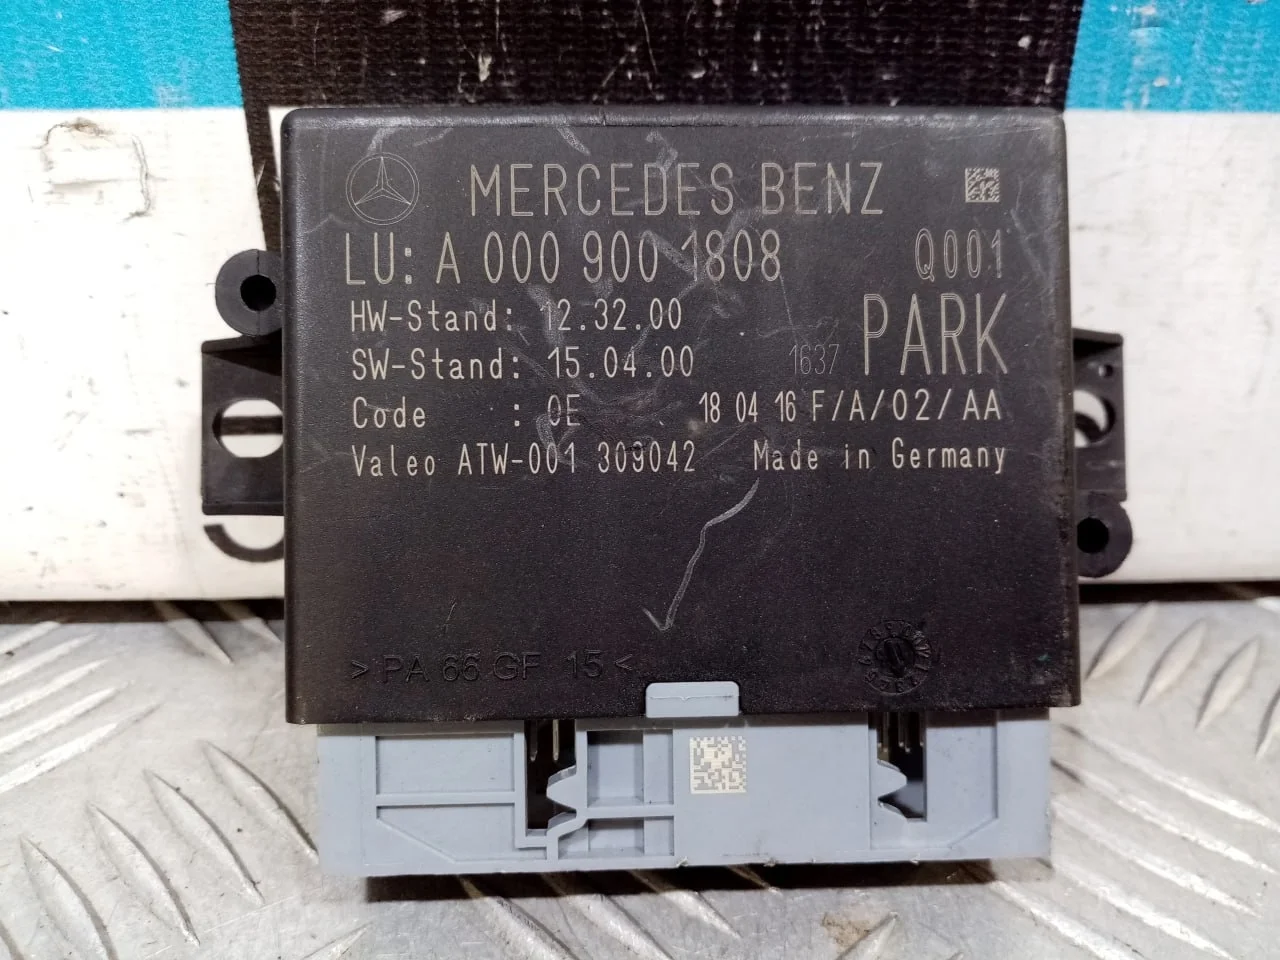 MERCEDES BENZ
LU: A 000 900 1808 Q001
HW-Stand: 12.32.00
SW-Stand: 15.04.00 1637 PARK
Code : 0E 18 04 16 F/A/02/AA
Valeo ATW-001 309042 Made in Germany
> PA 66 GF 15 <